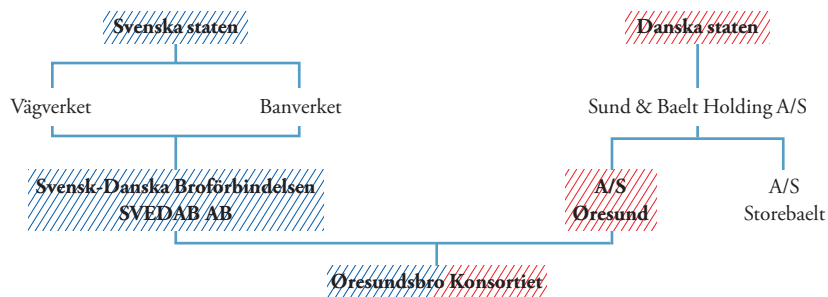 Svenska staten
Danska staten
Vägverket
Banverket
Sund & Baelt Holding A/S
Svensk-Danska Broförbindelsen
SVEDAB AB
A/S
Øresund
A/S
Storebaelt
Øresundsbro Konsortiet